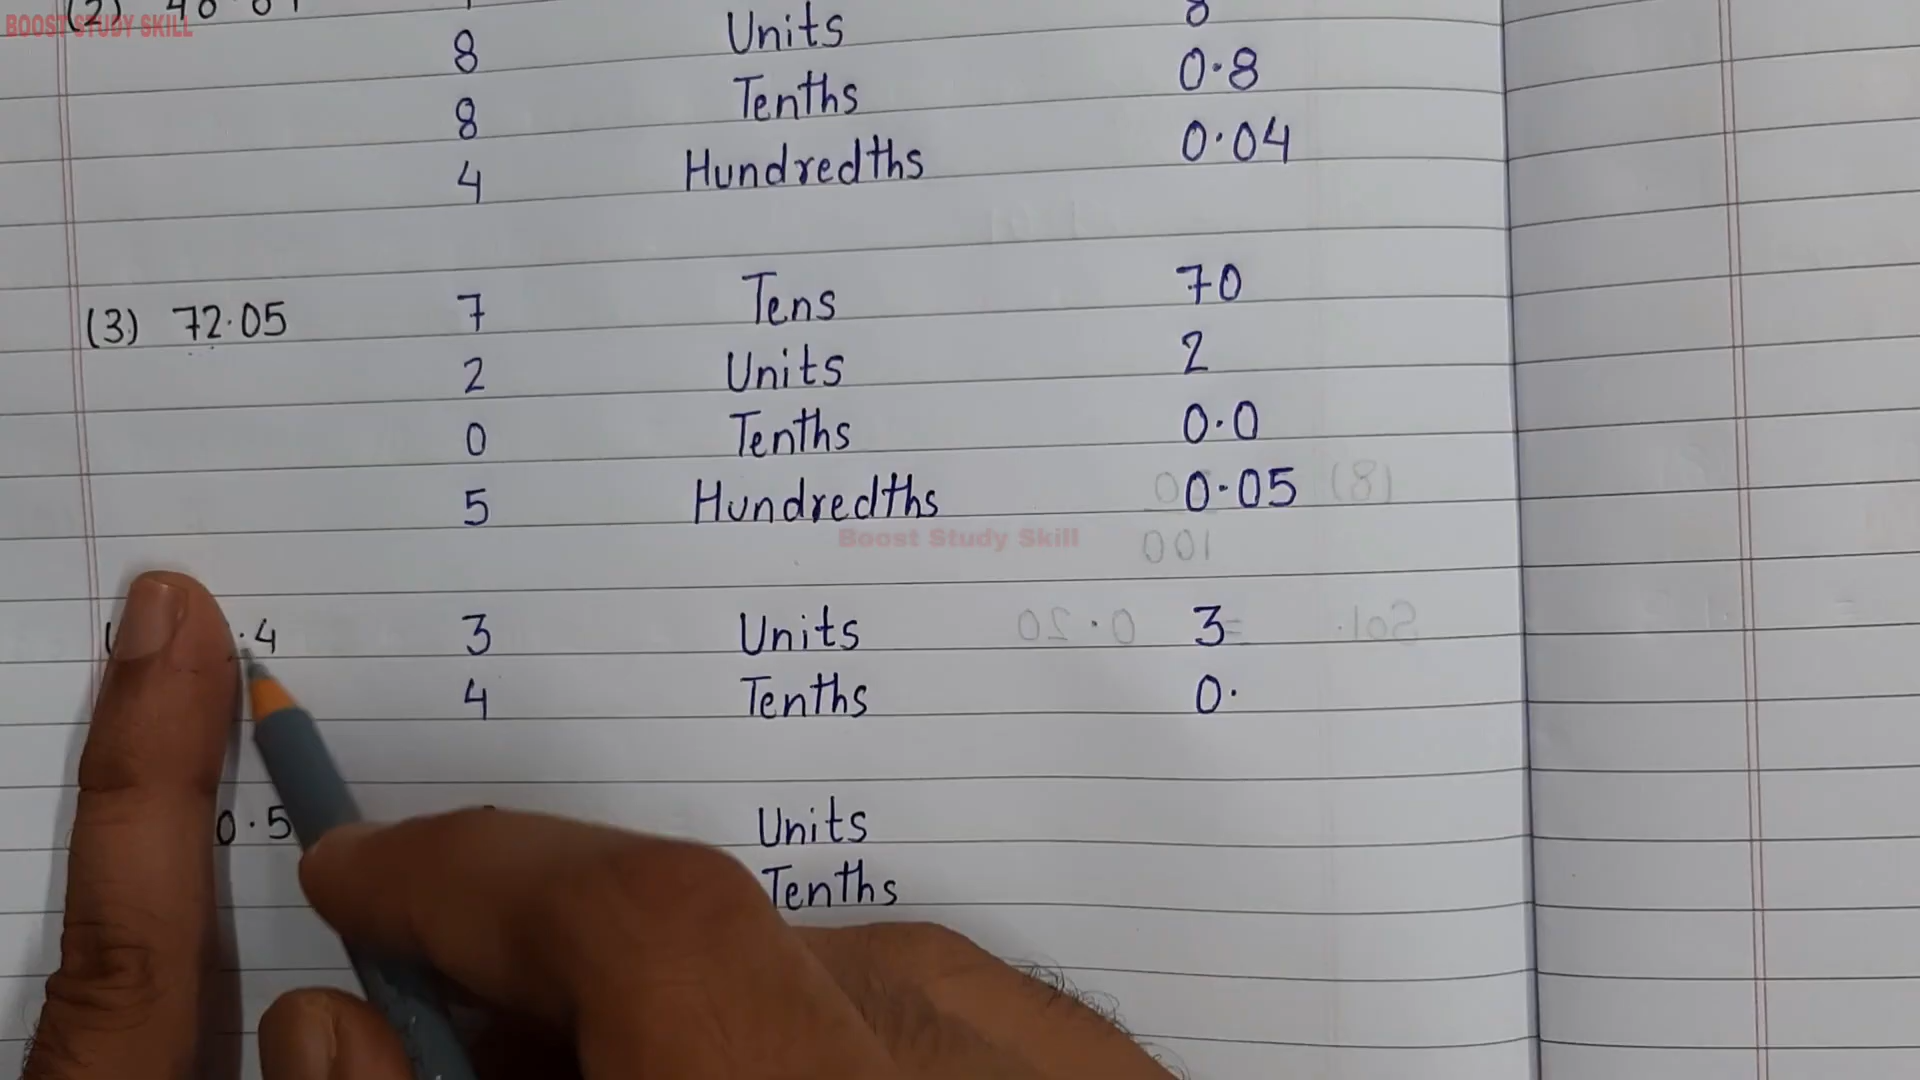 BOOST STUDY SKILL
8 Units 8
8 Tenths 0.8
4 Hundredths 0.04
(3) 72.05 7 Tens 70
2 Units 2
0 Tenths 0.0
5 Hundredths 0.05
Boost Study Skill
.4 3 Units 3
4 Tenths 0.
0.5 Units
Tenths